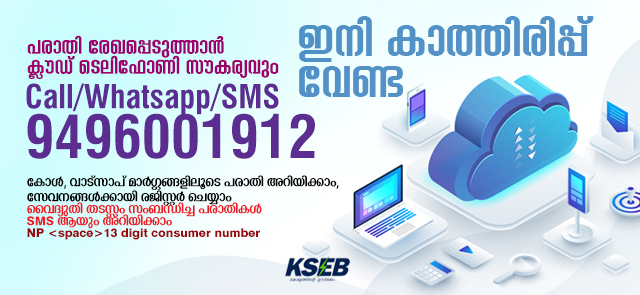 പരാതി രേഖപ്പെടുത്താൻ
ക്ലൗഡ് ടെലിഫോണി സൗകര്യവും
Call/Whatsapp/SMS
9496001912
ഇനി കാത്തിരിപ്പ്
വേണ്ട
കോൾ, വാട്സാപ് മാർഗ്ഗങ്ങളിലൂടെ പരാതി അറിയിക്കാം,
സേവനങ്ങൾക്കായി രജിസ്റ്റർ ചെയ്യാം
വൈദ്യുതി തടസ്സം സംബന്ധിച്ച പരാതികൾ
SMS ആയും അറിയിക്കാം
NP <space>13 digit consumer number
KSEB